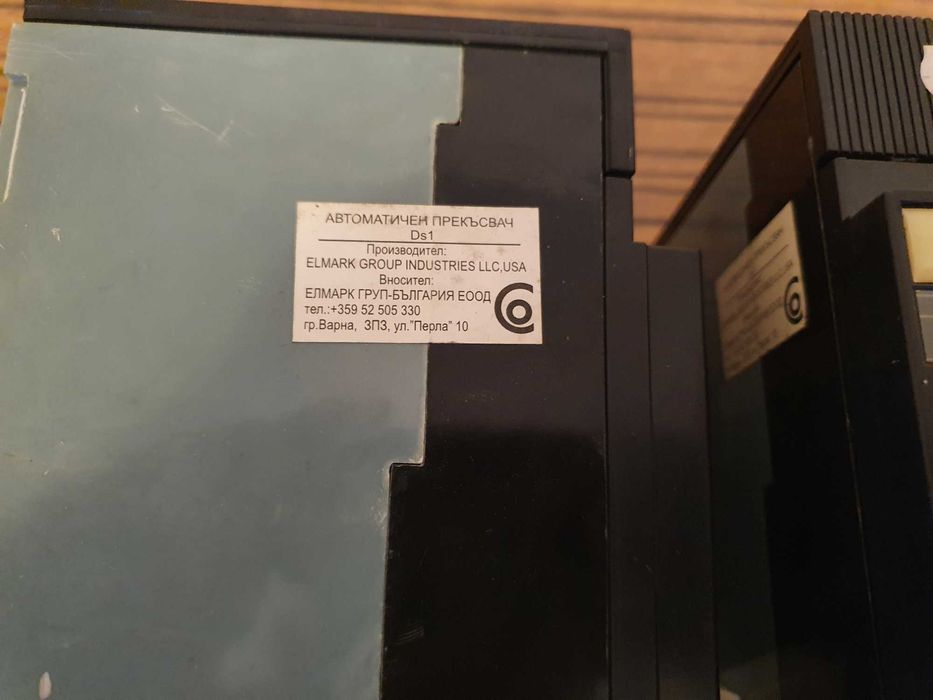 АВТОМАТИЧЕН ПРЕКЪСВАЧ
Ds1
Производител:
ELMARK GROUP INDUSTRIES LLC,USA
Вносител:
ЕЛМАРК ГРУП-БЪЛГАРИЯ ЕООД
тел.:+359 52 505 330
гр.Варна, ЗПЗ, ул."Перла" 10